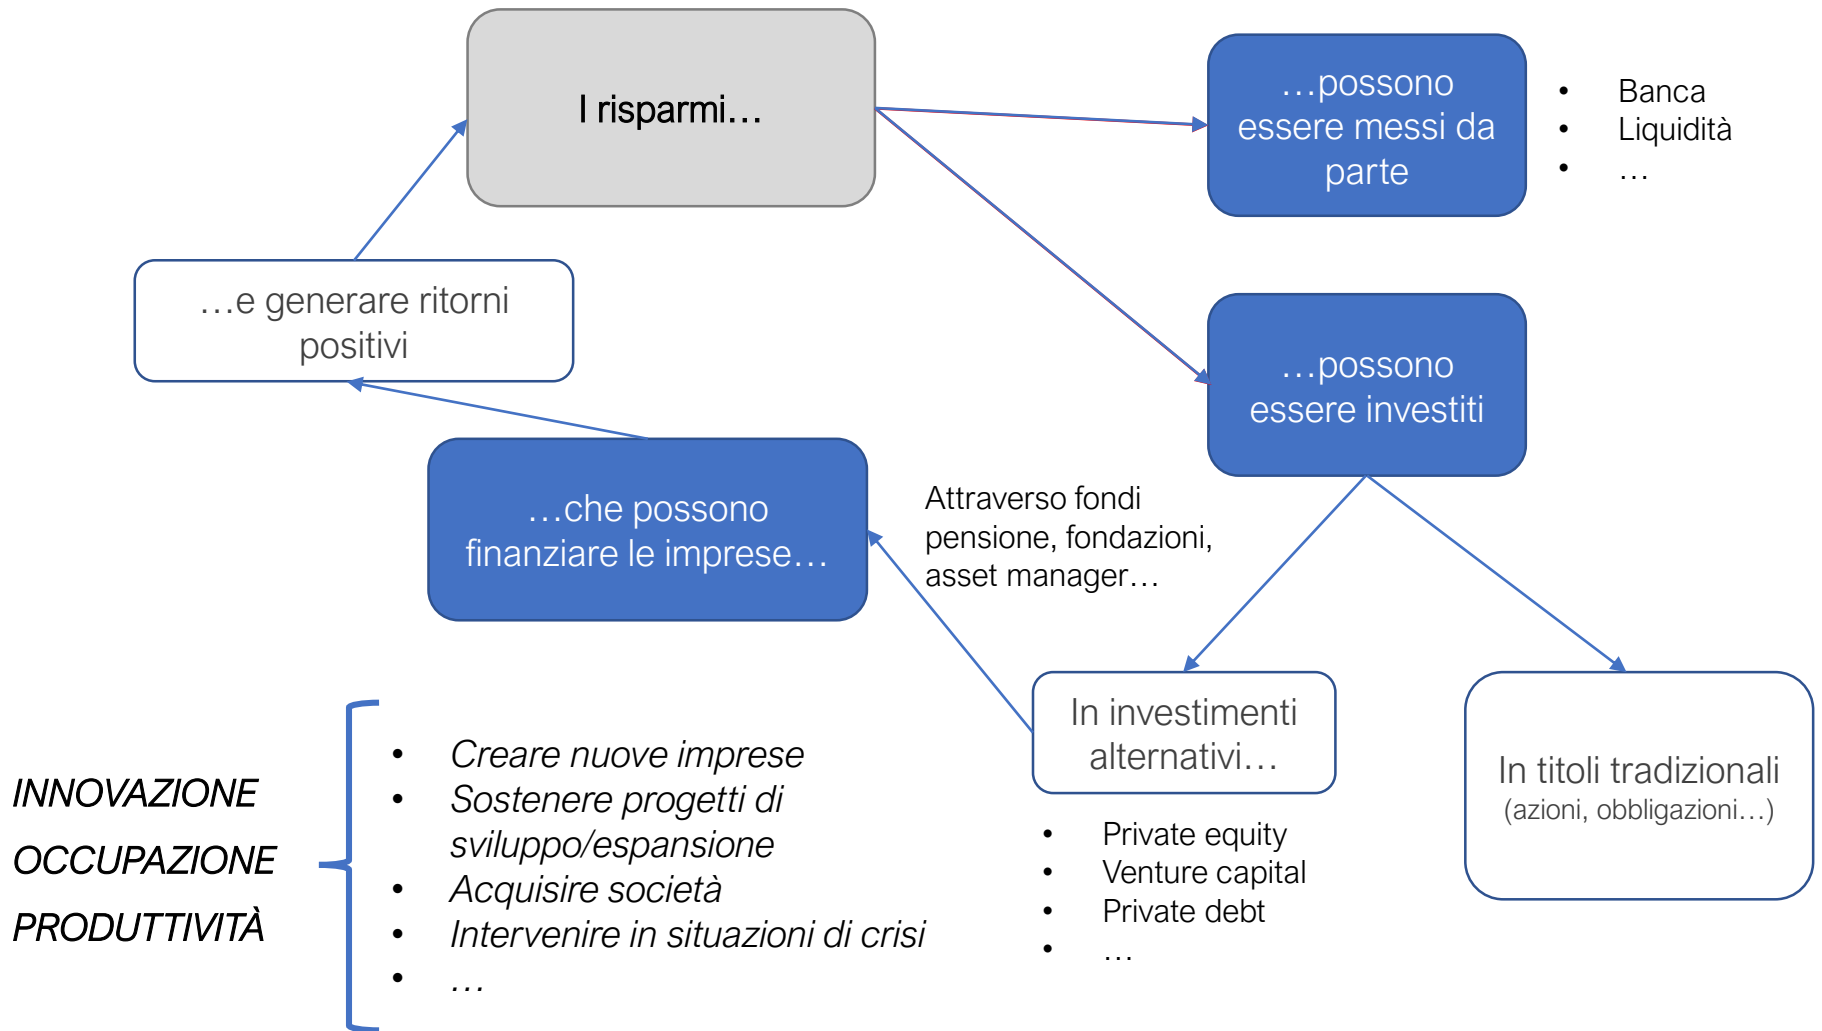 I risparmi…
…possono
essere messi da
parte
• Banca
• Liquidità
• …
…e generare ritorni
positivi
…possono
essere investiti
…che possono
finanziare le imprese…
Attraverso fondi
pensione, fondazioni,
asset manager…
In investimenti
alternativi…
• Private equity
• Venture capital
• Private debt
• …
In titoli tradizionali
(azioni, obbligazioni…)
INNOVAZIONE
OCCUPAZIONE
PRODUTTIVITÀ
• Creare nuove imprese
• Sostenere progetti di
sviluppo/espansione
• Acquisire società
• Intervenire in situazioni di crisi
• …